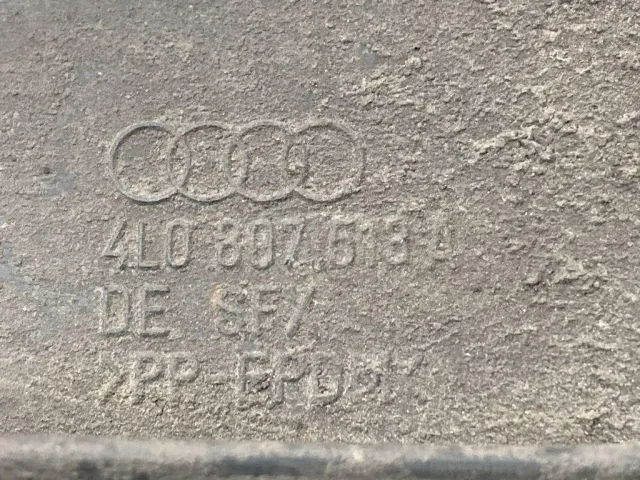 4L0 807 613 A
DE SF/
>PP-EPDM<